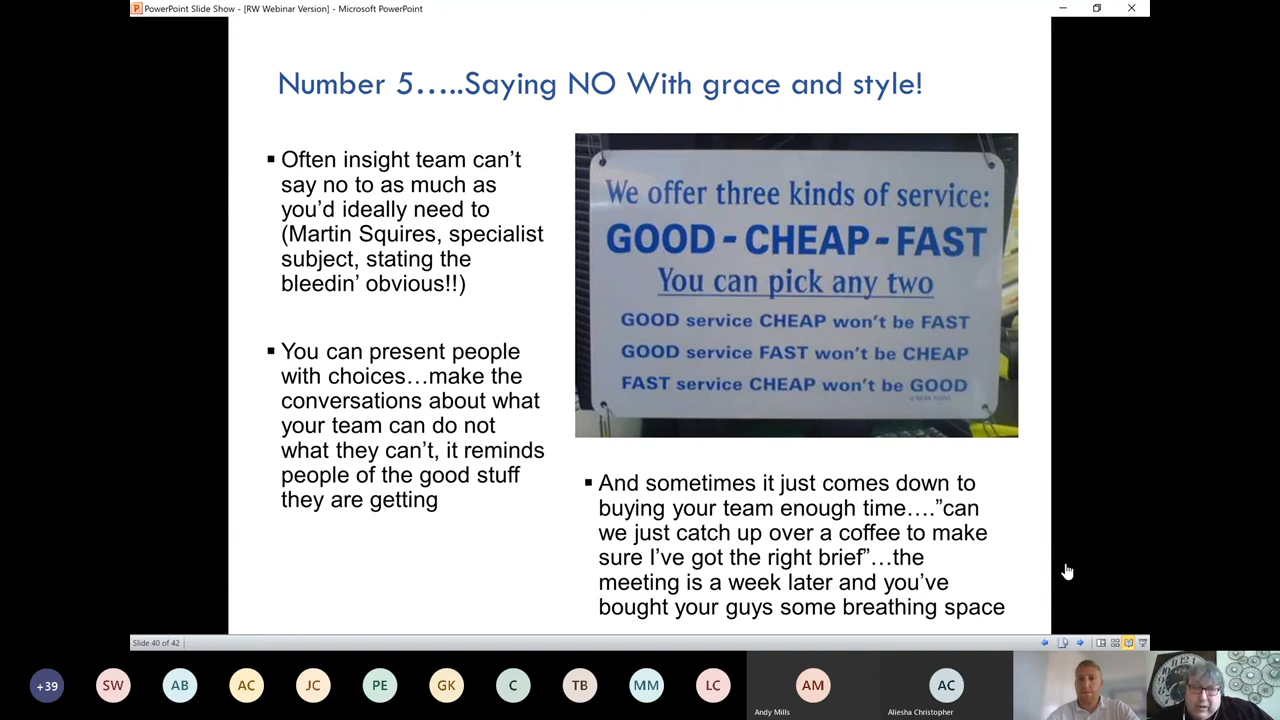 PowerPoint Slide Show - [RW Webinar Version] - Microsoft PowerPoint
Number 5.....Saying NO With grace and style!
▪ Often insight team can't
say no to as much as
you'd ideally need to
(Martin Squires, specialist
subject, stating the
bleedin' obvious!!)
▪ You can present people
with choices...make the
conversations about what
your team can do not
what they can't, it reminds
people of the good stuff
they are getting
We offer three kinds of service:
GOOD - CHEAP - FAST
You can pick any two
GOOD service CHEAP won't be FAST
GOOD service FAST won't be CHEAP
FAST service CHEAP won't be GOOD
▪ And sometimes it just comes down to
buying your team enough time...."can
we just catch up over a coffee to make
sure I've got the right brief"...the
meeting is a week later and you've
bought your guys some breathing space
Slide 40 of 42
+39 SW AB AC JC PE GK C TB MM LC AM AC
Andy Mills Aliesha Christopher